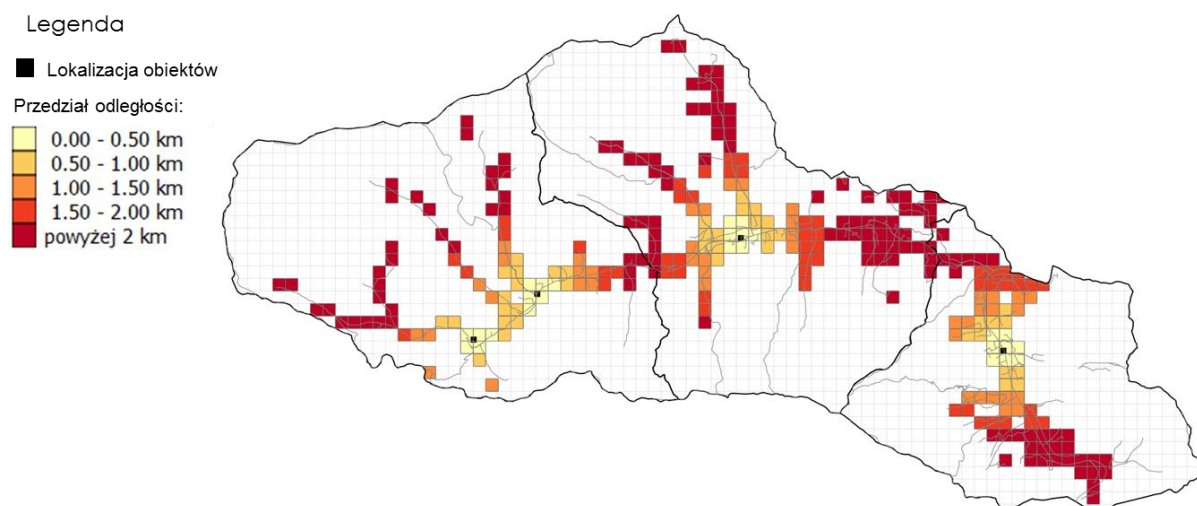 Legenda
Lokalizacja obiektów
Przedział odległości:
0.00 - 0.50 km
0.50 - 1.00 km
1.00 - 1.50 km
1.50 - 2.00 km
powyżej 2 km